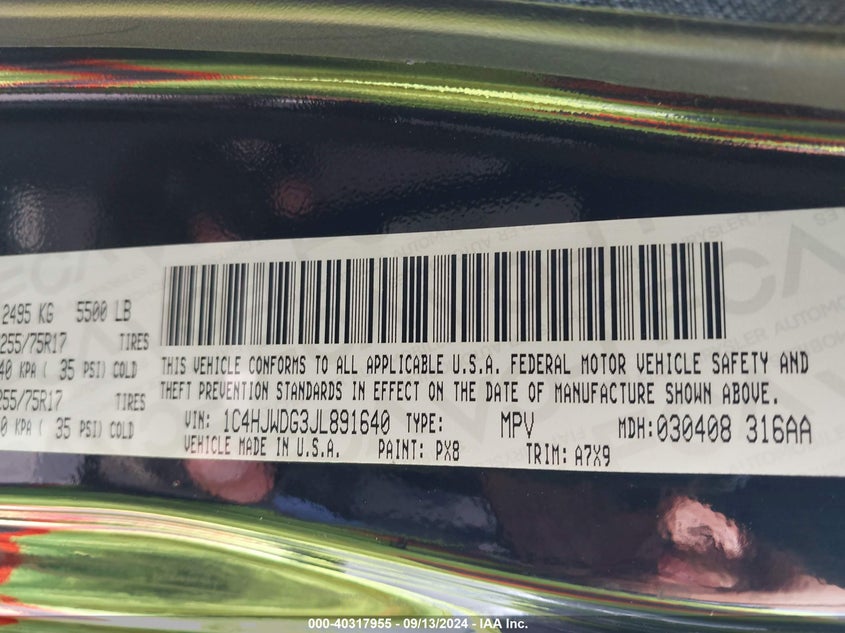 2495 KG 5500 LB
255/75R17 TIRES
40 KPA ( 35 PSI) COLD
255/75R17 TIRES
0 KPA ( 35 PSI) COLD
THIS VEHICLE CONFORMS TO ALL APPLICABLE U.S.A. FEDERAL MOTOR VEHICLE SAFETY AND
THEFT PREVENTION STANDARDS IN EFFECT ON THE DATE OF MANUFACTURE SHOWN ABOVE.
VIN: 1C4HJWDG3JL891640 TYPE: MPV MDH:030408 316AA
VEHICLE MADE IN U.S.A. PAINT: PX8 TRIM: A7X9
000-40317955 - 09/13/2024 - IAA Inc.